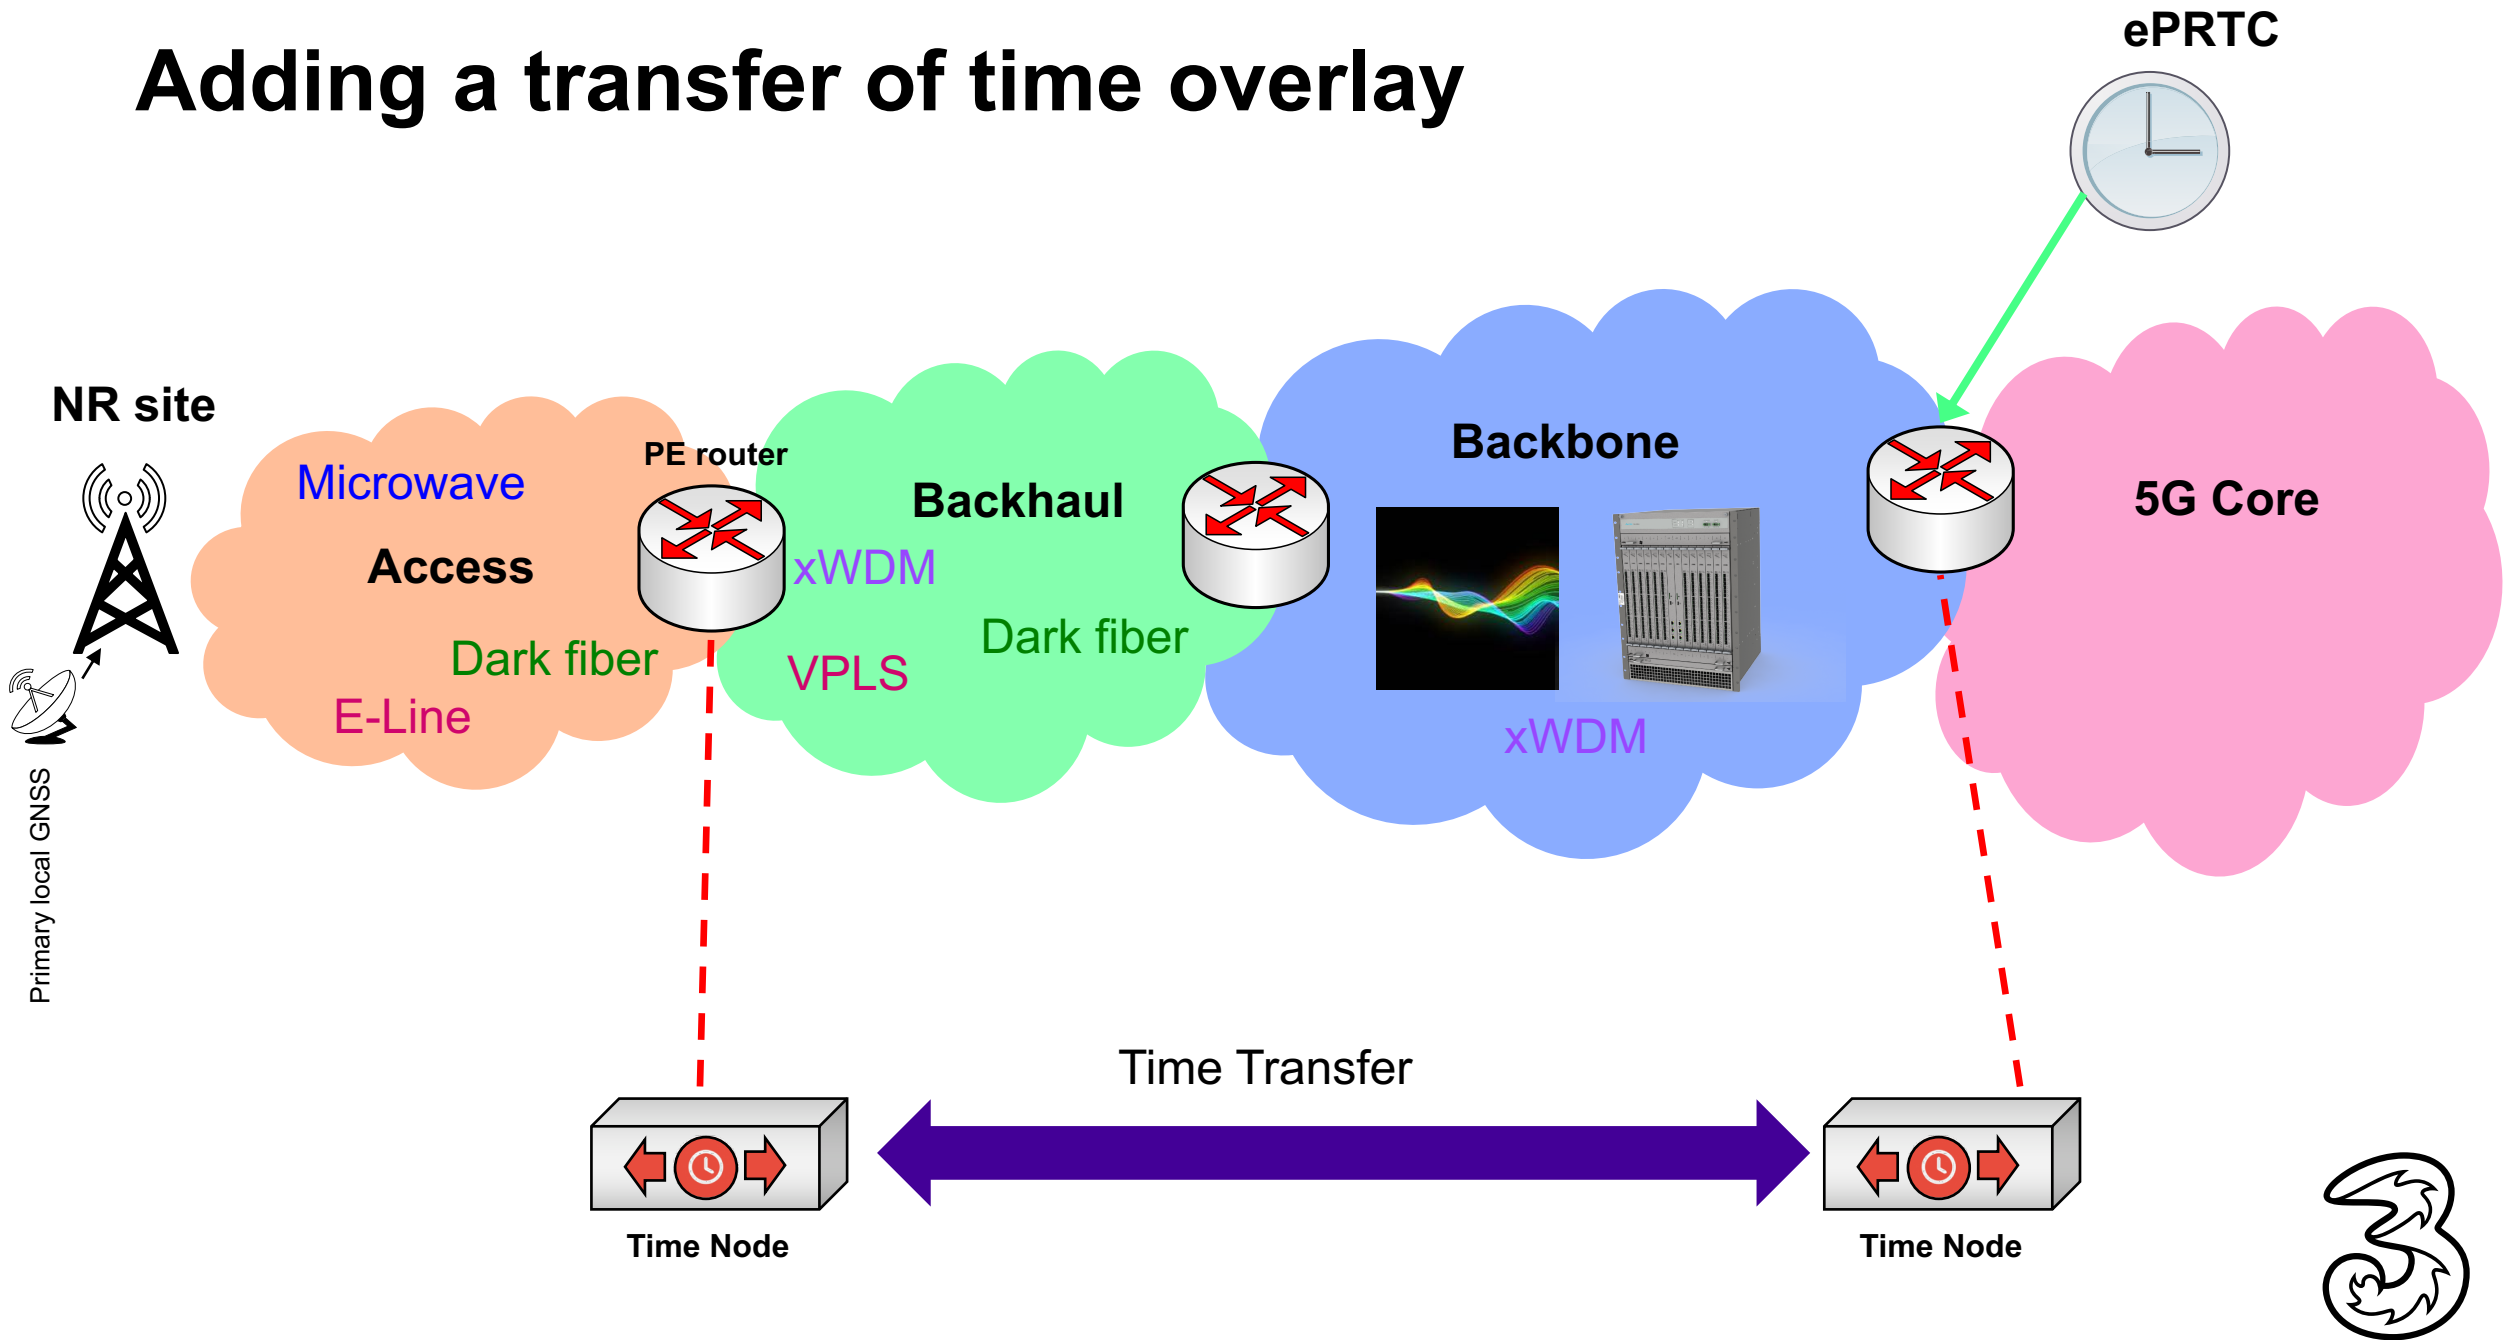 ePRTC
Adding a transfer of time overlay
NR site
PE router
Backbone
Microwave
Backhaul
5G Core
Access
xWDM
Dark fiber
Dark fiber
VPLS
E-Line
xWDM
Primary local GNSS
Time Transfer
Time Node
Time Node